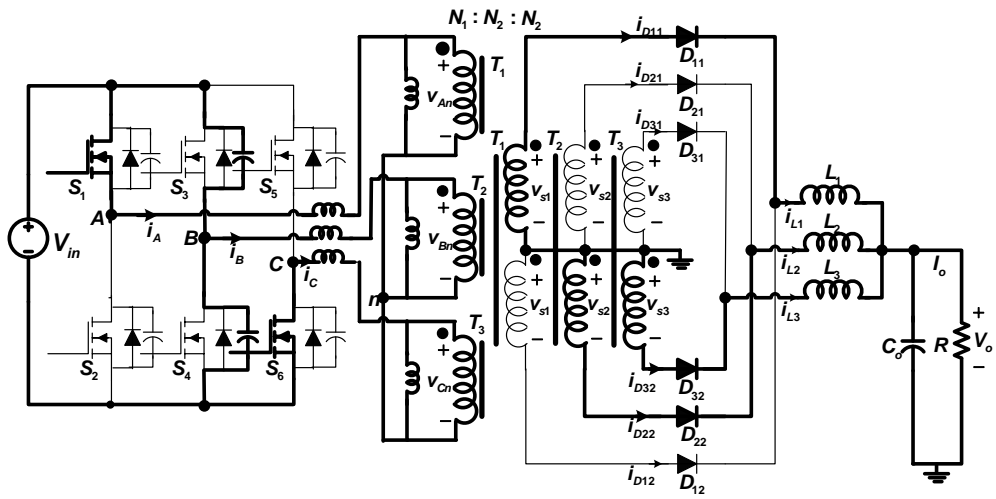 N1 : N2 : N2
iD11
D11
iD21
D21
iD31
D31
T1
vAn
+
−
S1
S3
S5
A
iA
B
iB
C
iC
Vin
+
−
T1
T2
T3
+
vs1
−
+
vs2
−
+
vs3
−
T2
+
vBn
−
n
L1
iL1
L2
iL2
L3
iL3
Io
+
vs1
−
+
vs2
−
+
vs3
−
S2
S4
S6
T3
+
vCn
−
iD32
D32
iD22
D22
iD12
D12
Co
R
+
Vo
−